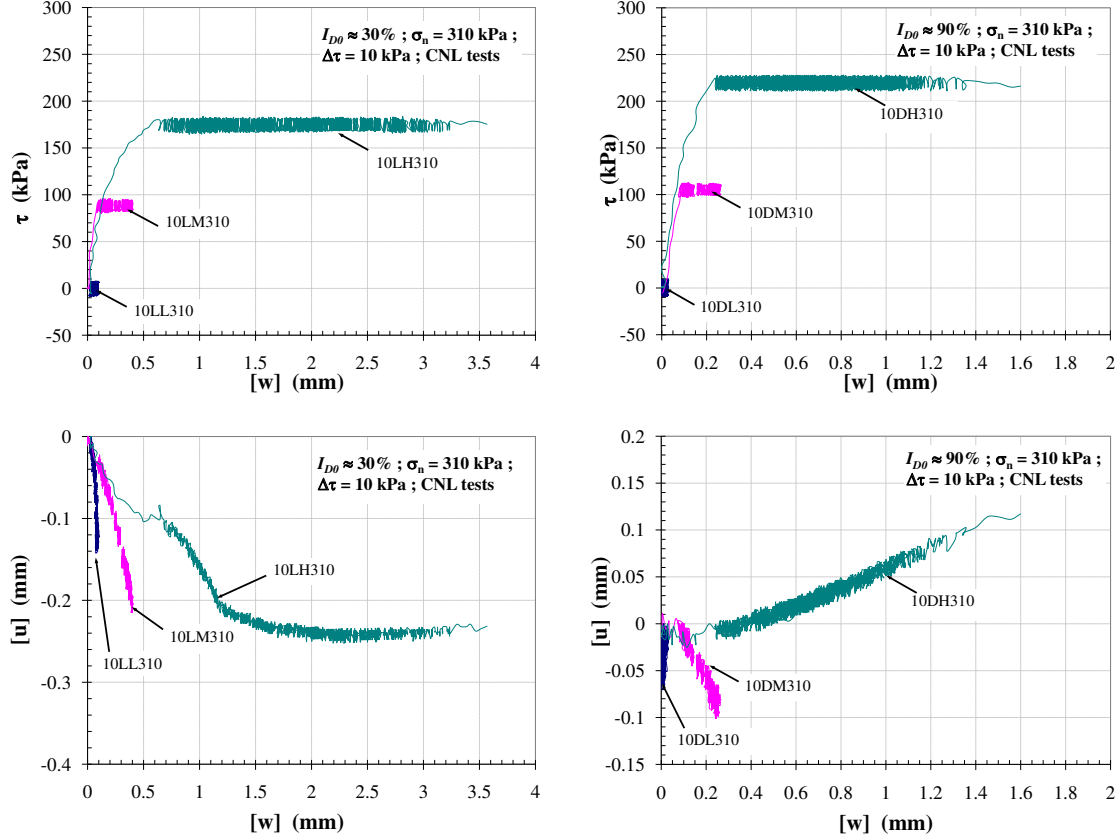 300
250
200
150
100
50
0
-50
τ (kPa)
I_D0 ≈ 30% ; σ_n = 310 kPa ;
Δτ = 10 kPa ; CNL tests
10LH310
10LM310
10LL310
0 0.5 1 1.5 2 2.5 3 3.5 4
[w] (mm)
300
250
200
150
100
50
0
-50
τ (kPa)
I_D0 ≈ 90% ; σ_n = 310 kPa ;
Δτ = 10 kPa ; CNL tests
10DH310
10DM310
10DL310
0 0.2 0.4 0.6 0.8 1 1.2 1.4 1.6 1.8 2
[w] (mm)
0
-0.1
-0.2
-0.3
-0.4
[u] (mm)
I_D0 ≈ 30% ; σ_n = 310 kPa ;
Δτ = 10 kPa ; CNL tests
10LH310
10LM310
10LL310
0 0.5 1 1.5 2 2.5 3 3.5 4
[w] (mm)
0.2
0.15
0.1
0.05
0
-0.05
-0.1
-0.15
[u] (mm)
I_D0 ≈ 90% ; σ_n = 310 kPa ;
Δτ = 10 kPa ; CNL tests
10DH310
10DM310
10DL310
0 0.2 0.4 0.6 0.8 1 1.2 1.4 1.6 1.8 2
[w] (mm)